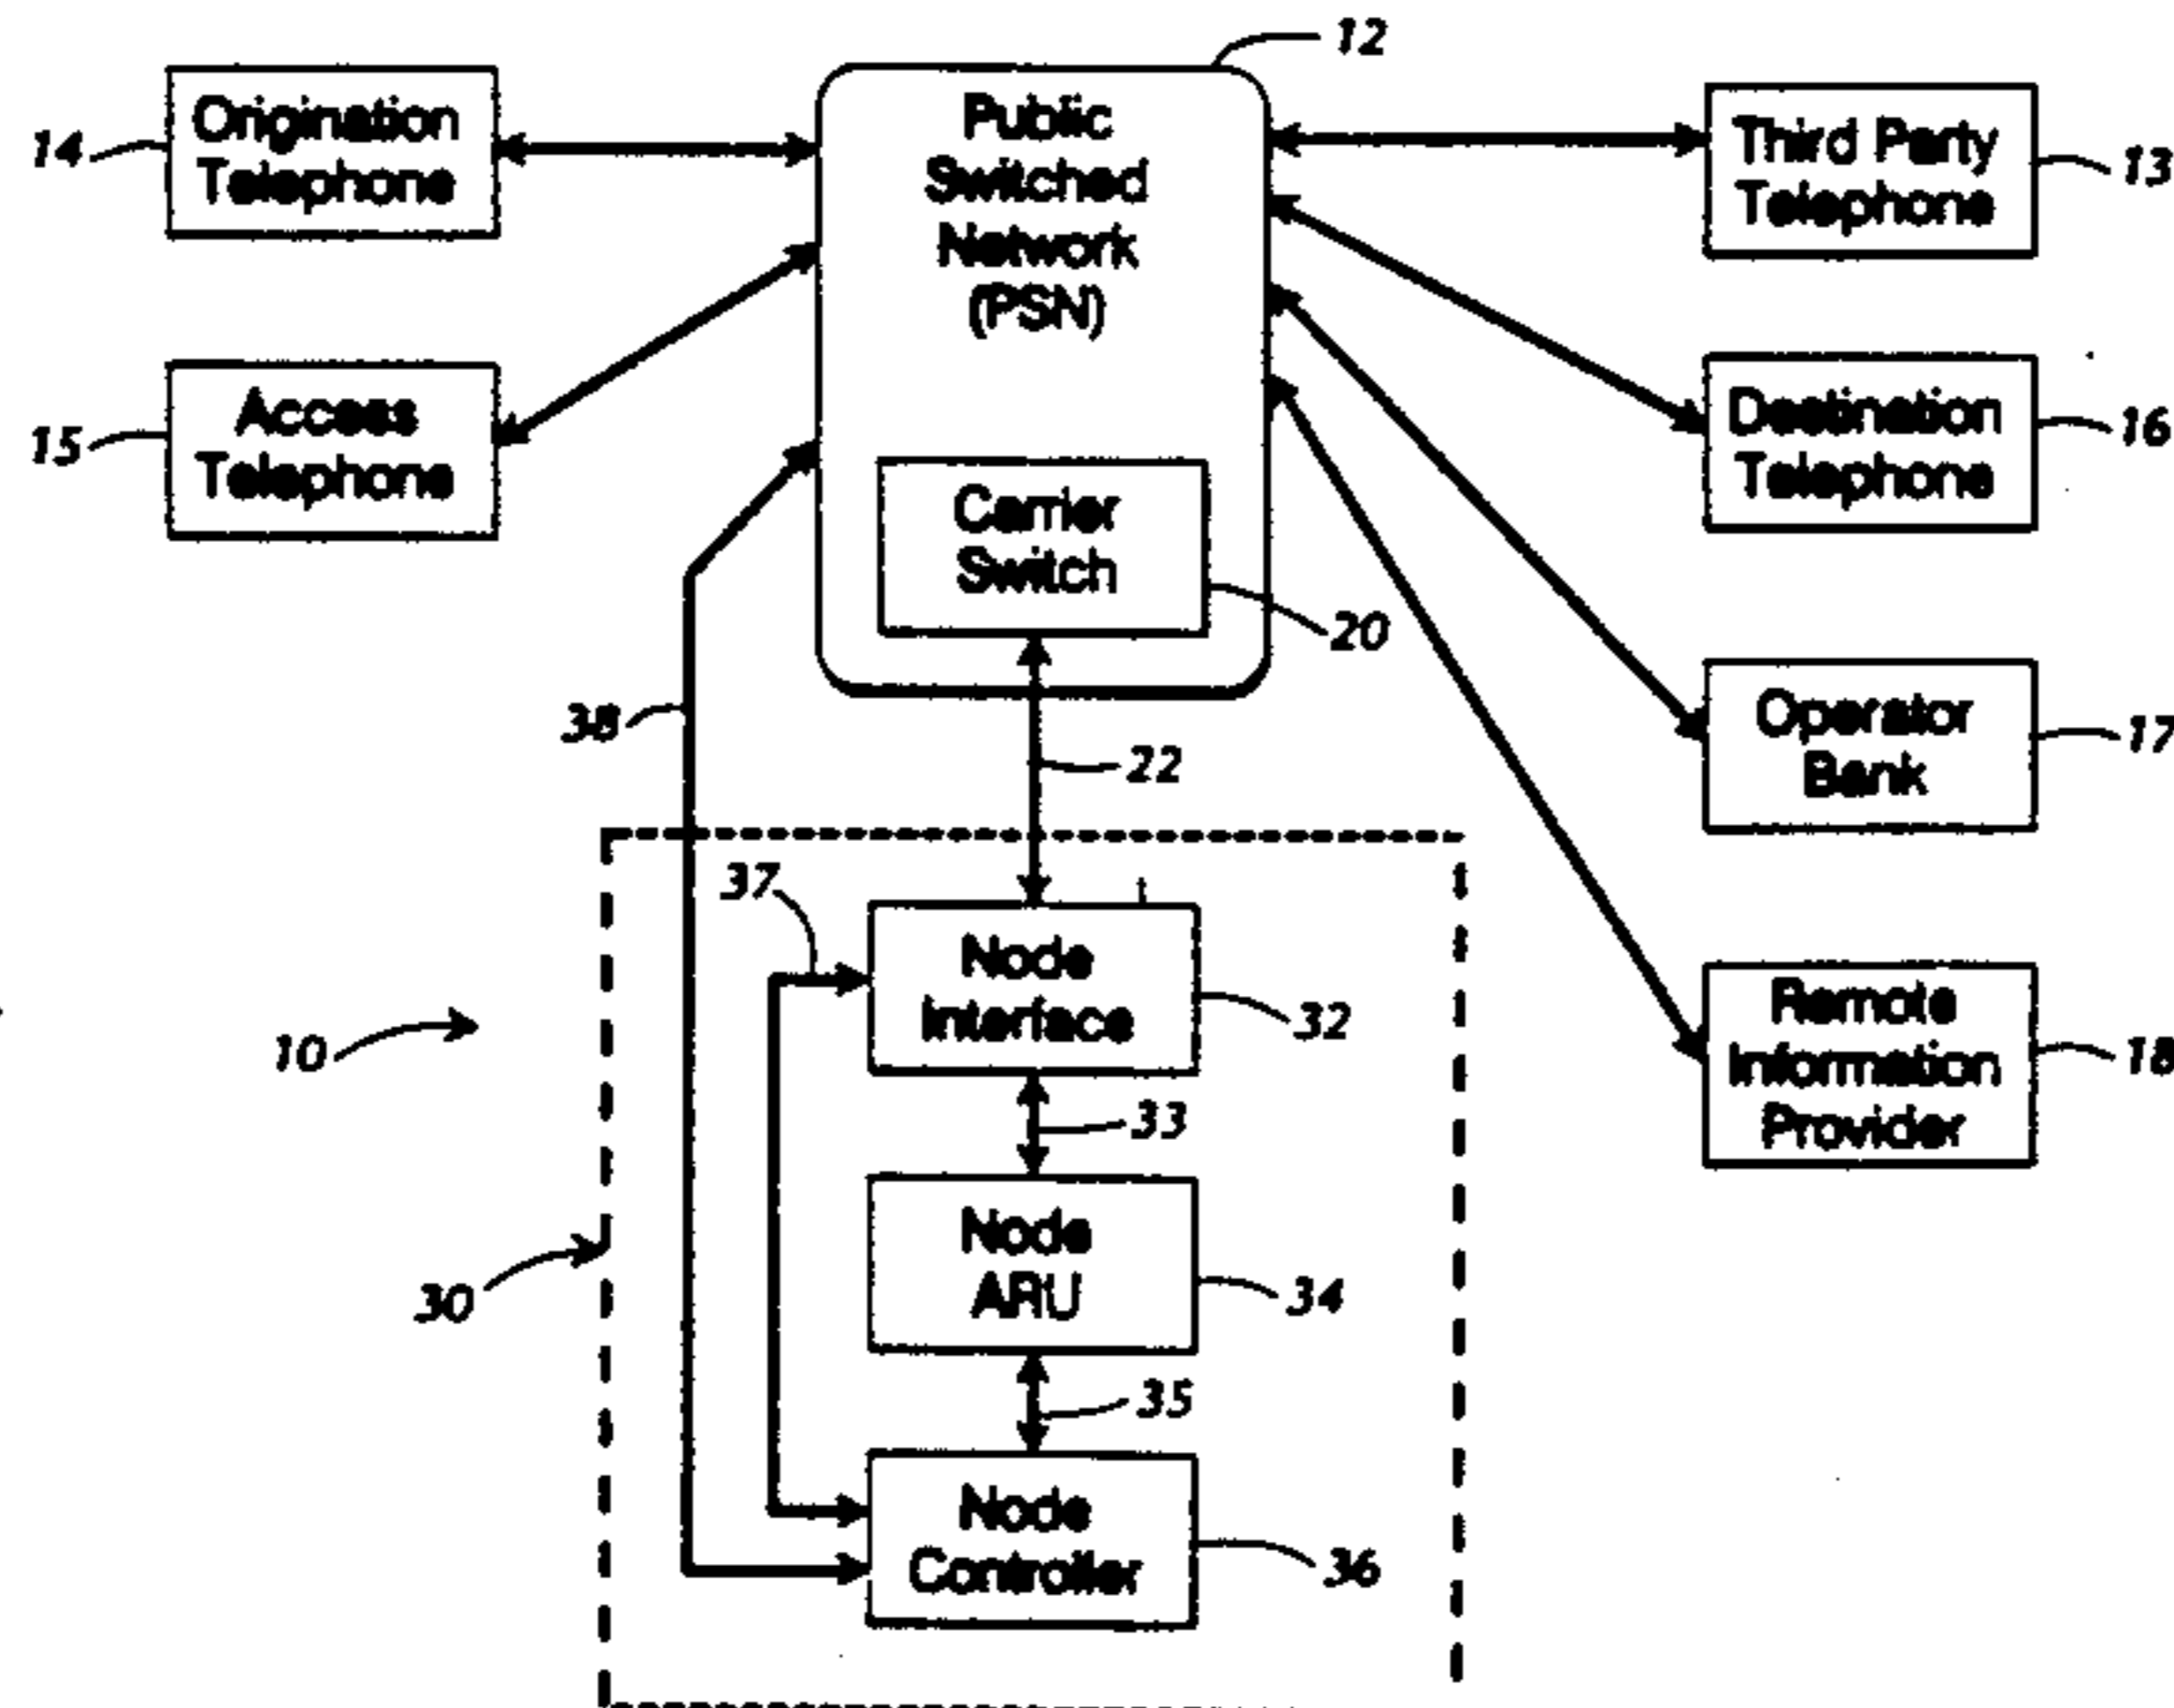 12
Origination
Telephone
14
Public
Switched
Network
(PSN)
Third Party
Telephone
13
Access
Telephone
15
Carrier
Switch
20
Destination
Telephone
16
38
22
Operator
Bank
17
37
Node
Interface
32
10
33
Remote
Information
Provider
18
Node
ARU
34
30
35
Node
Controller
36